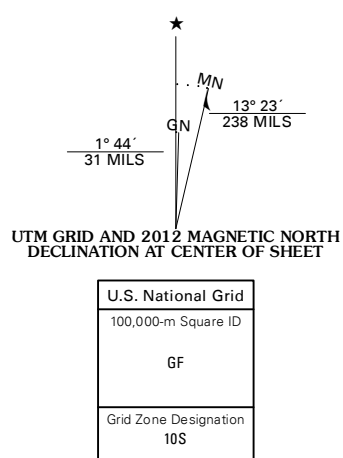 ★
MN
13° 23´
238 MILS
GN
1° 44´
31 MILS
UTM GRID AND 2012 MAGNETIC NORTH
DECLINATION AT CENTER OF SHEET
U.S. National Grid
100,000-m Square ID
GF
Grid Zone Designation
10S